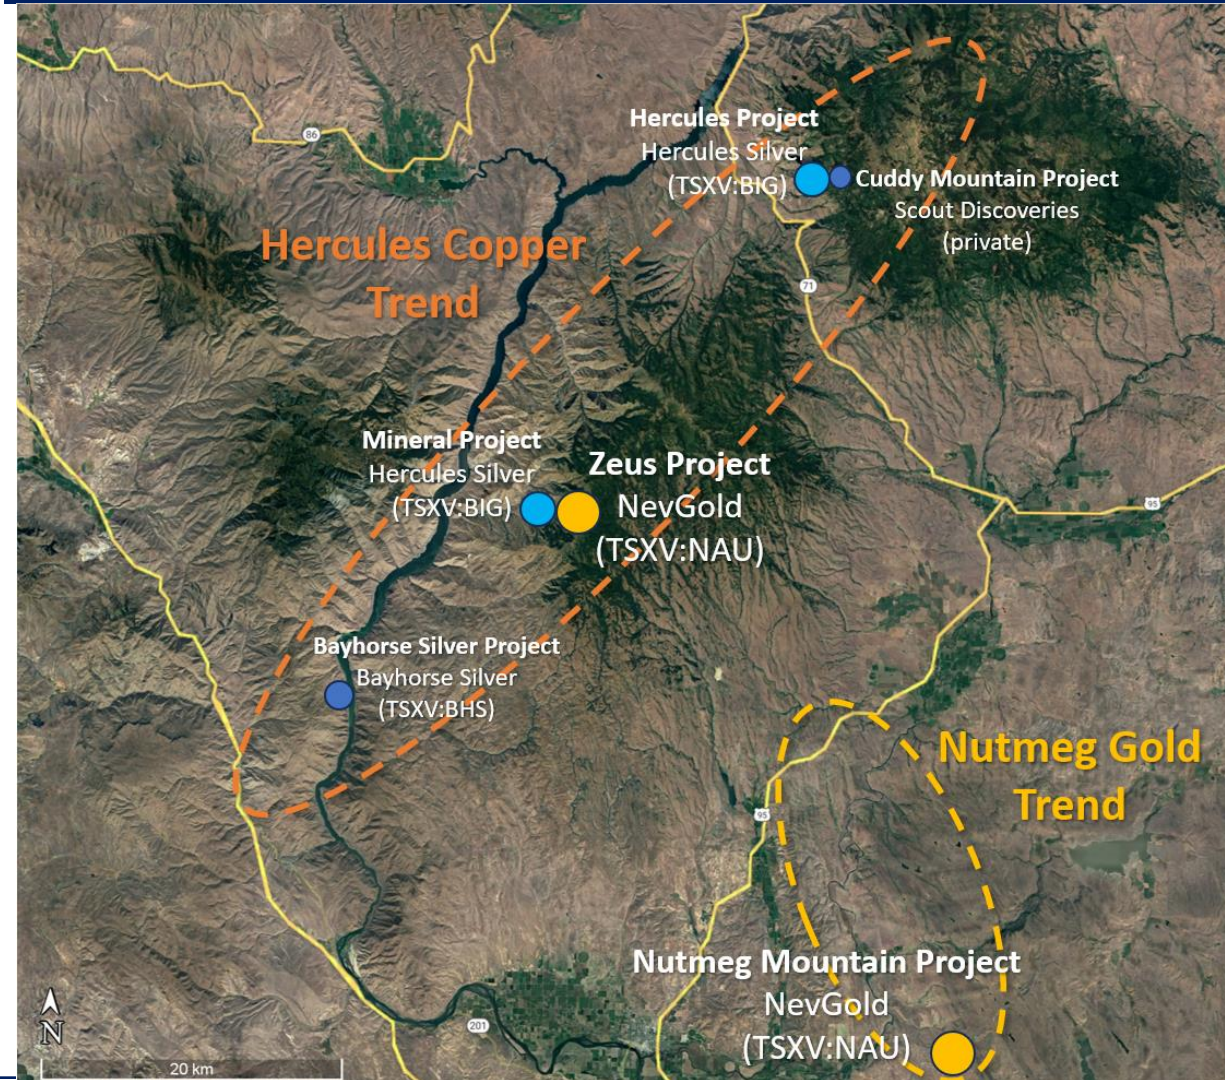 86
Hercules Project
Hercules Silver
(TSXV:BIG)
Cuddy Mountain Project
Scout Discoveries
(private)
Hercules Copper
Trend
71
Mineral Project
Hercules Silver
(TSXV:BIG)
Zeus Project
NevGold
(TSXV:NAU)
95
Bayhorse Silver Project
Bayhorse Silver
(TSXV:BHS)
Nutmeg Gold
Trend
95
Nutmeg Mountain Project
NevGold
(TSXV:NAU)
N
201
20 km